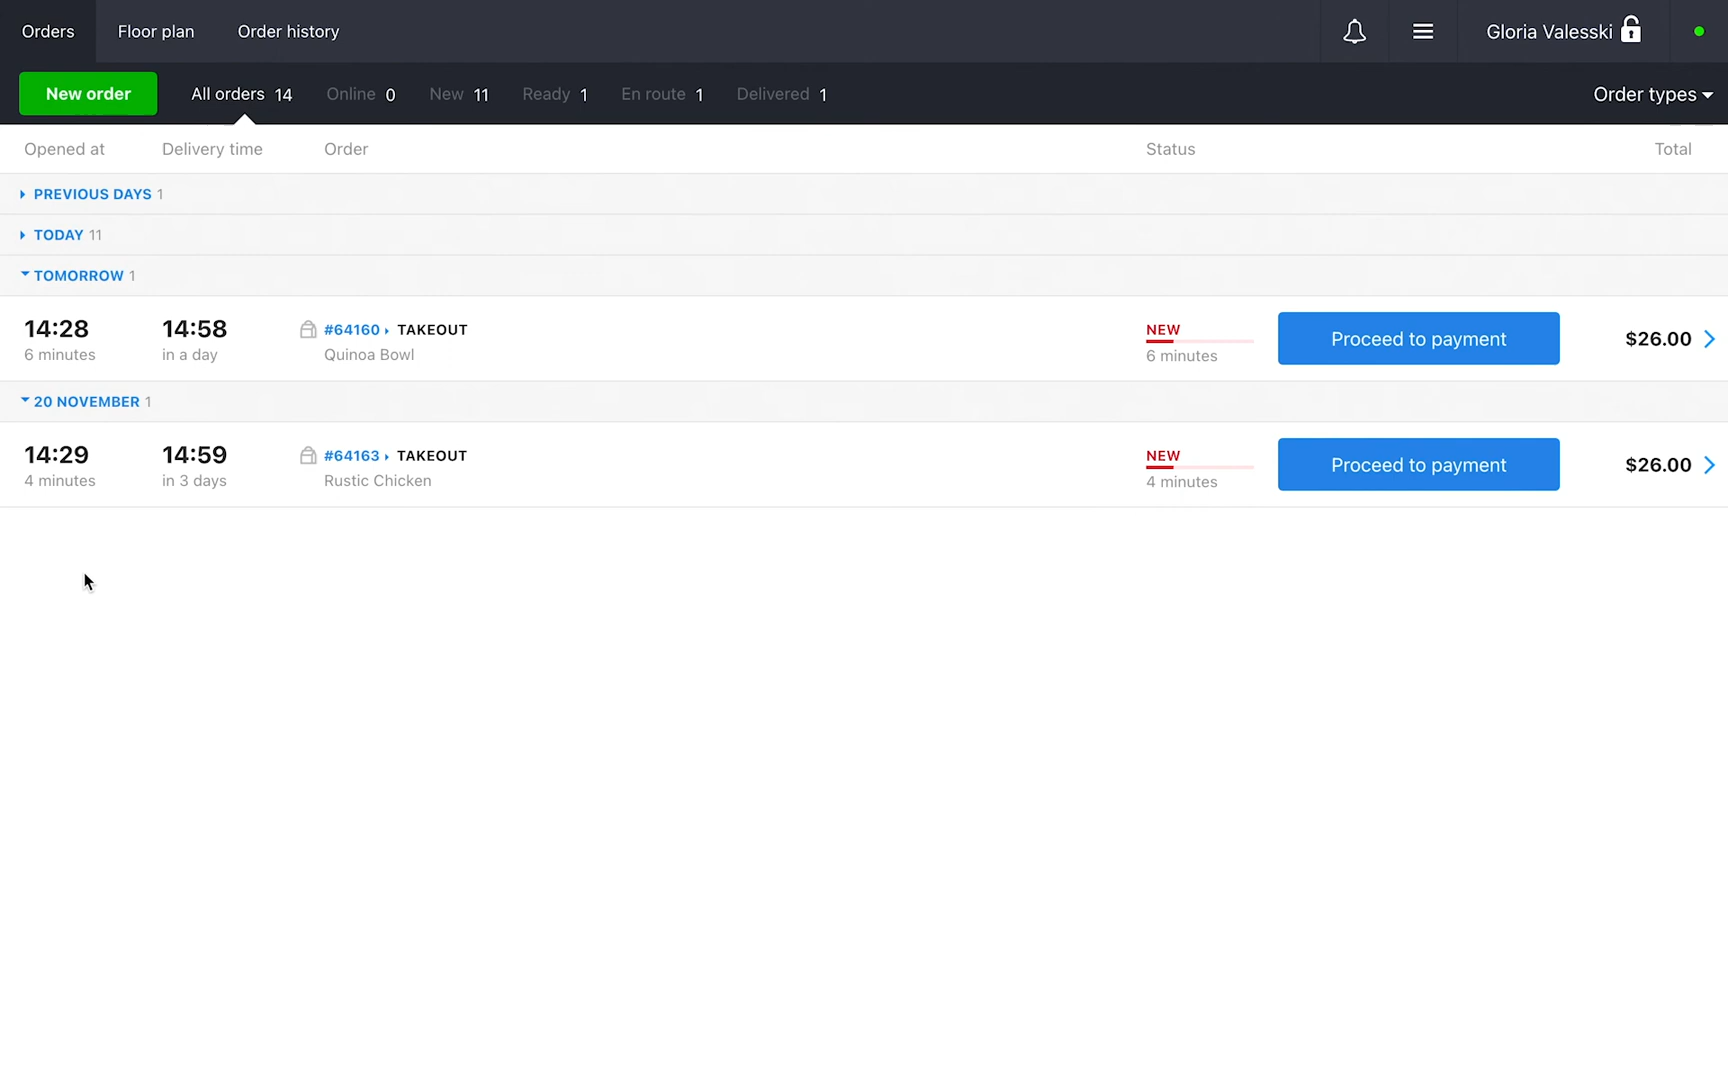 Orders Floor plan Order history Gloria Valesski
New order All orders 14 Online 0 New 11 Ready 1 En route 1 Delivered 1 Order types
Opened at Delivery time Order Status Total
PREVIOUS DAYS 1
TODAY 11
TOMORROW 1
14:28 14:58 #64160 TAKEOUT NEW Proceed to payment $26.00
6 minutes in a day Quinoa Bowl 6 minutes
20 NOVEMBER 1
14:29 14:59 #64163 TAKEOUT NEW Proceed to payment $26.00
4 minutes in 3 days Rustic Chicken 4 minutes